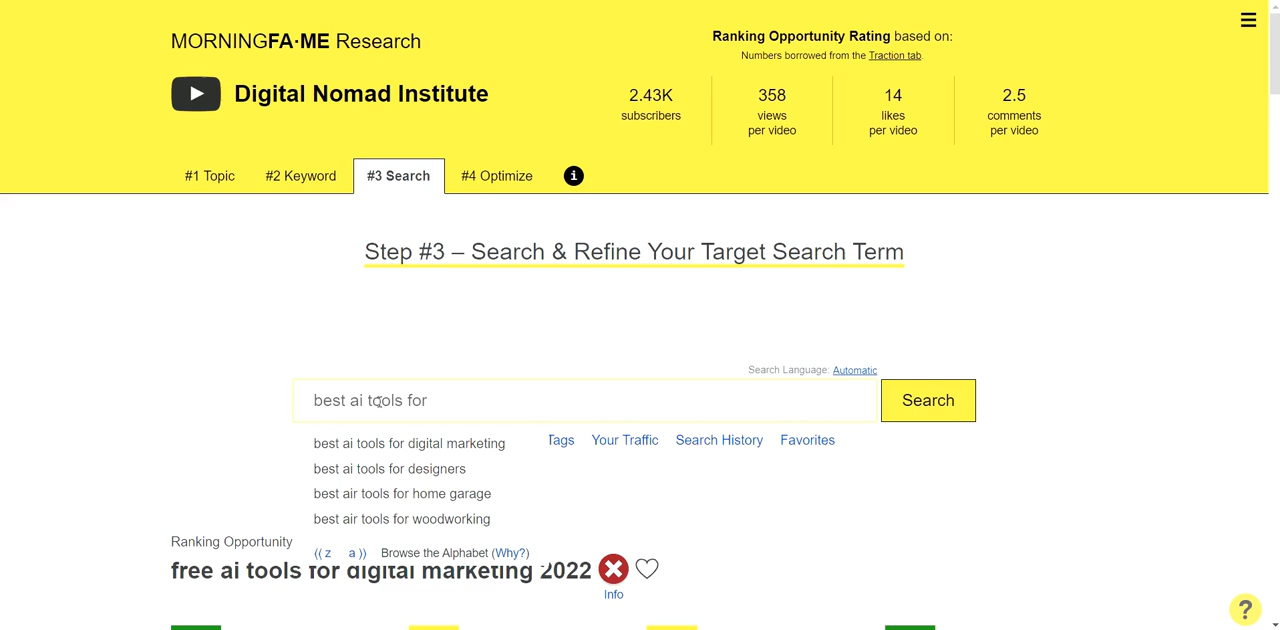 MORNINGFA·ME Research
Digital Nomad Institute
Ranking Opportunity Rating based on:
Numbers borrowed from the Traction tab.
2.43K
subscribers
358
views
per video
14
likes
per video
2.5
comments
per video
#1 Topic
#2 Keyword
#3 Search
#4 Optimize
i
Step #3 – Search & Refine Your Target Search Term
Search Language: Automatic
best ai tools for
Search
best ai tools for digital marketing
best ai tools for designers
best air tools for home garage
best air tools for woodworking
(( z a )) Browse the Alphabet (Why?)
Tags
Your Traffic
Search History
Favorites
Ranking Opportunity
free ai tools for digital marketing 2022
Info
?